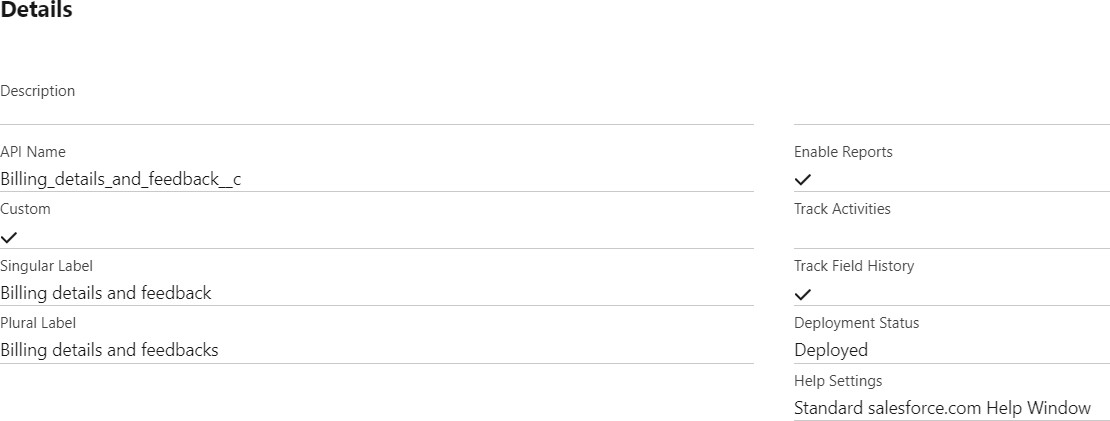 Details
Description
API Name
Billing_details_and_feedback__c
Custom
Singular Label
Billing details and feedback
Plural Label
Billing details and feedbacks
Enable Reports
Track Activities
Track Field History
Deployment Status
Deployed
Help Settings
Standard salesforce.com Help Window